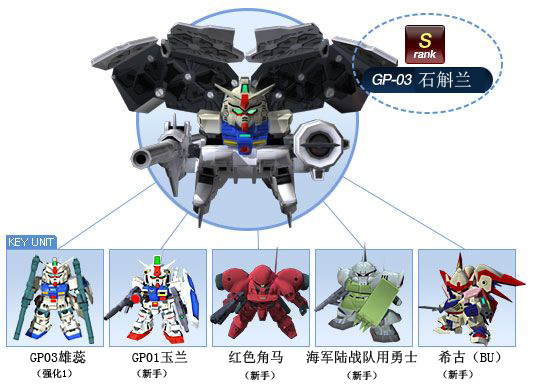 S
rank
GP-03 石斛兰
KEY UNIT
GP03雄蕊
(强化1)
GP01玉兰
(新手)
红色角马
(新手)
海军陆战队用勇士
(新手)
希古（BU）
(新手)